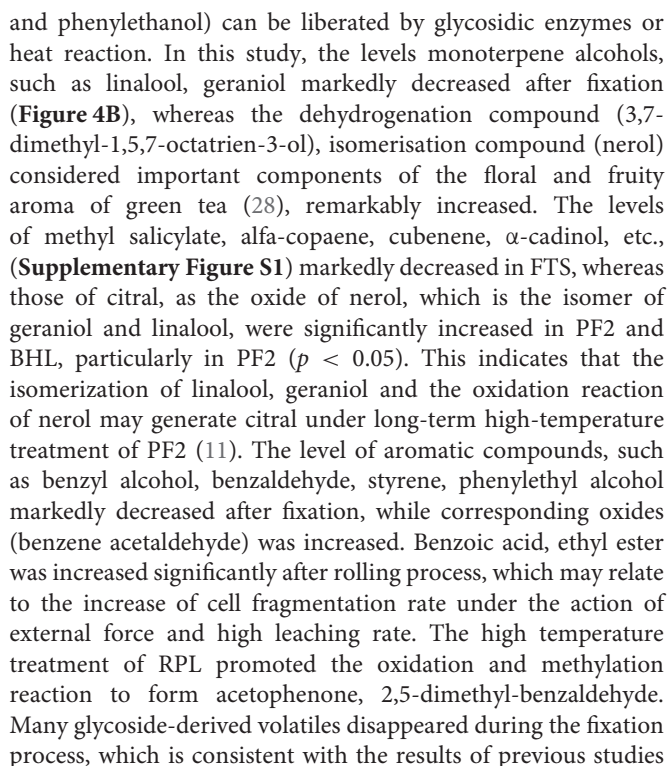 and phenylethanol) can be liberated by glycosidic enzymes or
heat reaction. In this study, the levels monoterpene alcohols,
such as linalool, geraniol markedly decreased after fixation
(Figure 4B), whereas the dehydrogenation compound (3,7-
dimethyl-1,5,7-octatrien-3-ol), isomerisation compound (nerol)
considered important components of the floral and fruity
aroma of green tea (28), remarkably increased. The levels
of methyl salicylate, alfa-copaene, cubenene, α-cadinol, etc.,
(Supplementary Figure S1) markedly decreased in FTS, whereas
those of citral, as the oxide of nerol, which is the isomer of
geraniol and linalool, were significantly increased in PF2 and
BHL, particularly in PF2 (p < 0.05). This indicates that the
isomerization of linalool, geraniol and the oxidation reaction
of nerol may generate citral under long-term high-temperature
treatment of PF2 (11). The level of aromatic compounds, such
as benzyl alcohol, benzaldehyde, styrene, phenylethyl alcohol
markedly decreased after fixation, while corresponding oxides
(benzene acetaldehyde) was increased. Benzoic acid, ethyl ester
was increased significantly after rolling process, which may relate
to the increase of cell fragmentation rate under the action of
external force and high leaching rate. The high temperature
treatment of RPL promoted the oxidation and methylation
reaction to form acetophenone, 2,5-dimethyl-benzaldehyde.
Many glycoside-derived volatiles disappeared during the fixation
process, which is consistent with the results of previous studies